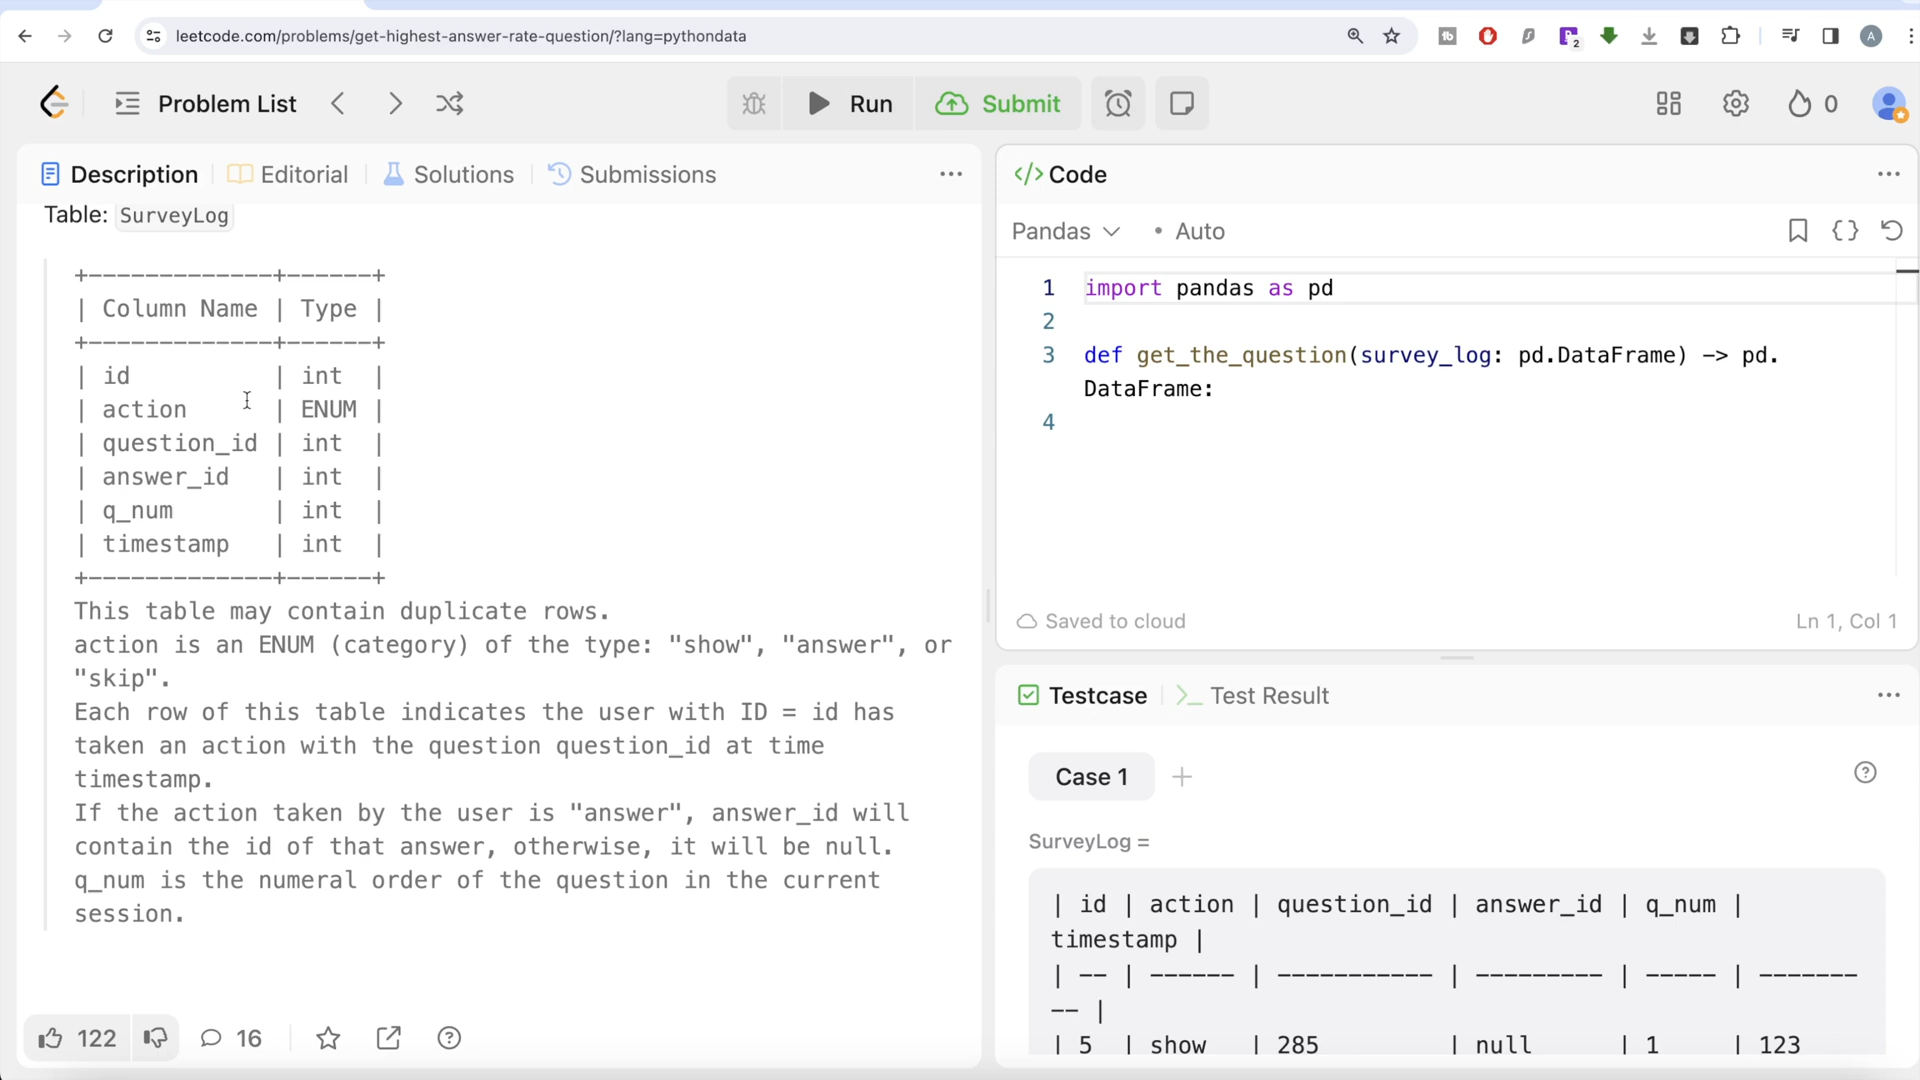 leetcode.com/problems/get-highest-answer-rate-question/?lang=pythondata
tb
2
A
Problem List
Run
Submit
0
Description
Editorial
Solutions
Submissions
Table: SurveyLog
+-------------+------+
| Column Name | Type |
+-------------+------+
| id | int |
| action | ENUM |
| question_id | int |
| answer_id | int |
| q_num | int |
| timestamp | int |
+-------------+------+
This table may contain duplicate rows.
action is an ENUM (category) of the type: "show", "answer", or
"skip".
Each row of this table indicates the user with ID = id has
taken an action with the question question_id at time
timestamp.
If the action taken by the user is "answer", answer_id will
contain the id of that answer, otherwise, it will be null.
q_num is the numeral order of the question in the current
session.
122
16
</> Code
Pandas
• Auto
{}
1 import pandas as pd
2
3 def get_the_question(survey_log: pd.DataFrame) -> pd.
DataFrame:
4
Saved to cloud
Ln 1, Col 1
Testcase
>_ Test Result
Case 1
+
SurveyLog =
| id | action | question_id | answer_id | q_num |
timestamp |
| -- | ------ | ----------- | --------- | ----- | -------
-- |
| 5 | show | 285 | null | 1 | 123